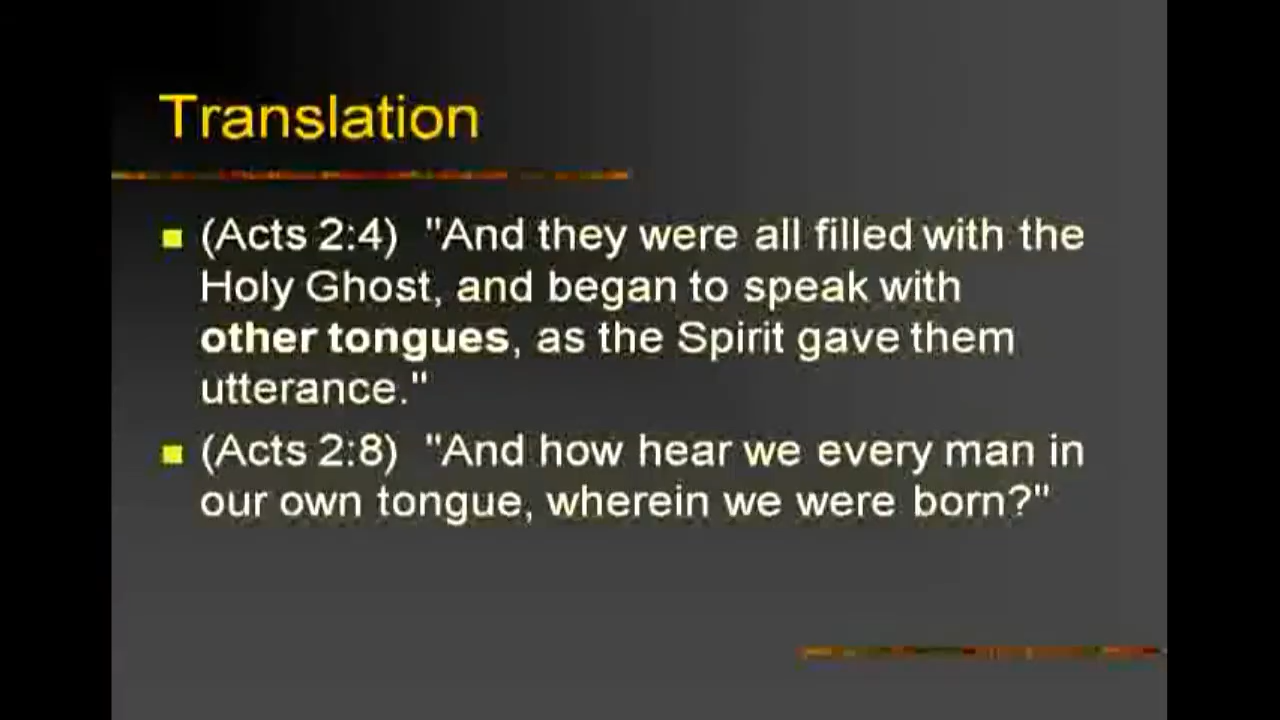 Translation
(Acts 2:4) "And they were all filled with the
Holy Ghost, and began to speak with
other tongues, as the Spirit gave them
utterance."
(Acts 2:8) "And how hear we every man in
our own tongue, wherein we were born?"